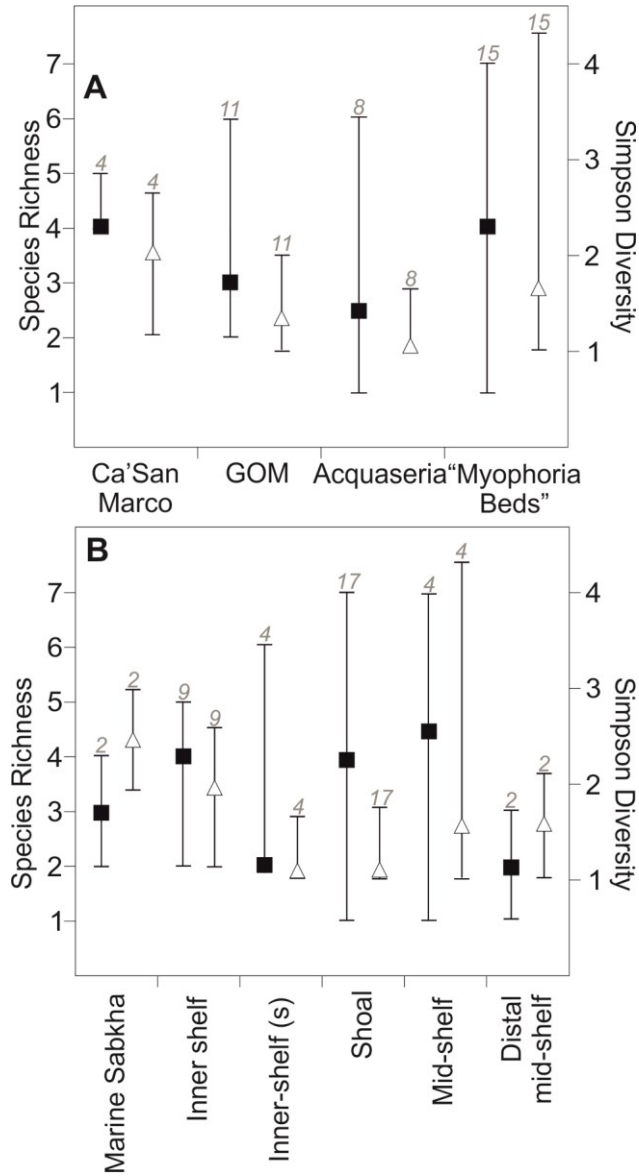 A
Species Richness
7
6
5
4
3
2
1
Simpson Diversity
4
3
2
1
4
4
11
11
8
8
15
15
Ca'San
Marco
GOM
Acquaseria
"Myophoria
Beds"
B
Species Richness
7
6
5
4
3
2
1
Simpson Diversity
4
3
2
1
2
2
9
9
4
4
17
17
4
4
2
2
Marine Sabkha
Inner shelf
Inner-shelf (s)
Shoal
Mid-shelf
Distal
mid-shelf